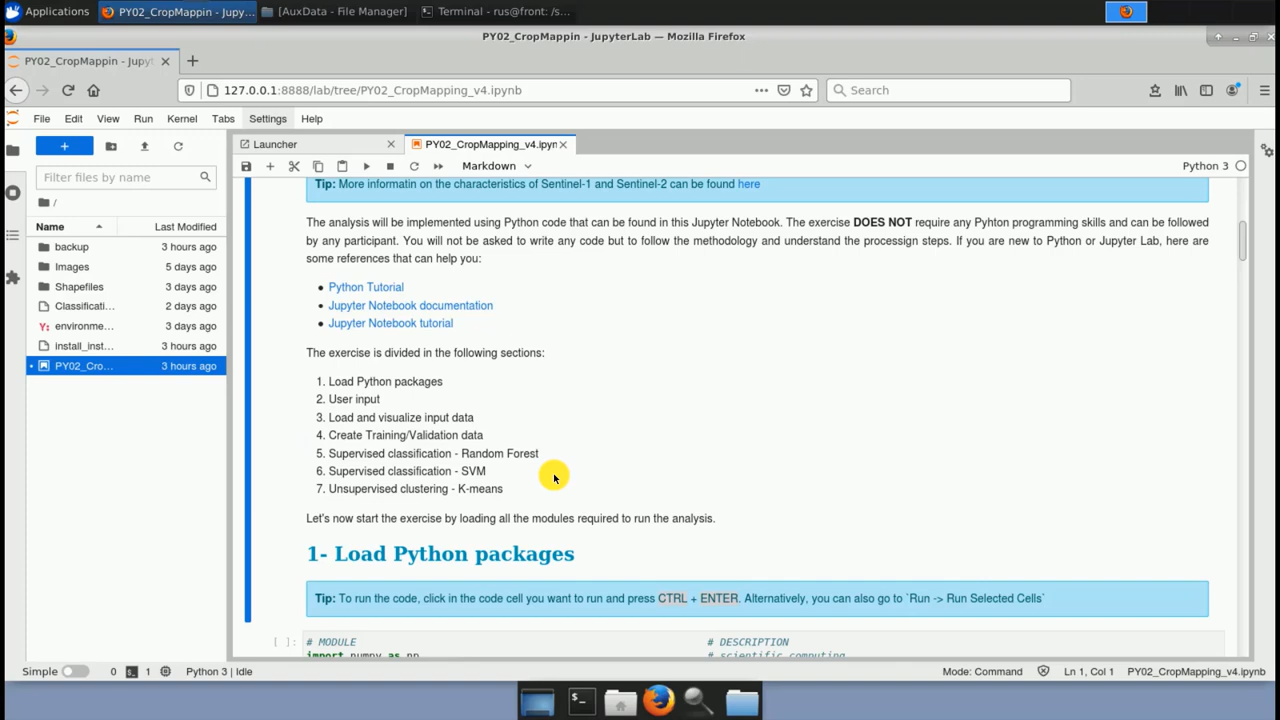 Applications
PY02_CropMappin - Jupy...
[AuxData - File Manager]
Terminal - rus@front: /s...
PY02_CropMappin - JupyterLab — Mozilla Firefox
PY02_CropMappin - Jupyt
127.0.0.1:8888/lab/tree/PY02_CropMapping_v4.ipynb
Search
File Edit View Run Kernel Tabs Settings Help
Launcher
PY02_CropMapping_v4.ipyn
Markdown
Python 3
Filter files by name
/
Name Last Modified
backup 3 hours ago
Images 5 days ago
Shapefiles 3 days ago
Classificati... 2 days ago
Y: environme... 3 days ago
install_inst... 3 hours ago
PY02_Cro... 3 hours ago
Tip: More informatin on the characteristics of Sentinel-1 and Sentinel-2 can be found here
The analysis will be implemented using Python code that can be found in this Jupyter Notebook. The exercise DOES NOT require any Pyhton programming skills and can be followed
by any participant. You will not be asked to write any code but to follow the methodology and understand the processign steps. If you are new to Python or Jupyter Lab, here are
some references that can help you:
• Python Tutorial
• Jupyter Notebook documentation
• Jupyter Notebook tutorial
The exercise is divided in the following sections:
1. Load Python packages
2. User input
3. Load and visualize input data
4. Create Training/Validation data
5. Supervised classification - Random Forest
6. Supervised classification - SVM
7. Unsupervised clustering - K-means
Let's now start the exercise by loading all the modules required to run the analysis.
1- Load Python packages
Tip: To run the code, click in the code cell you want to run and press CTRL + ENTER. Alternatively, you can also go to `Run -> Run Selected Cells`
[ ]: # MODULE # DESCRIPTION
import numpy as np # scientific computing
Simple 0 1 Python 3 | Idle Mode: Command Ln 1, Col 1 PY02_CropMapping_v4.ipynb